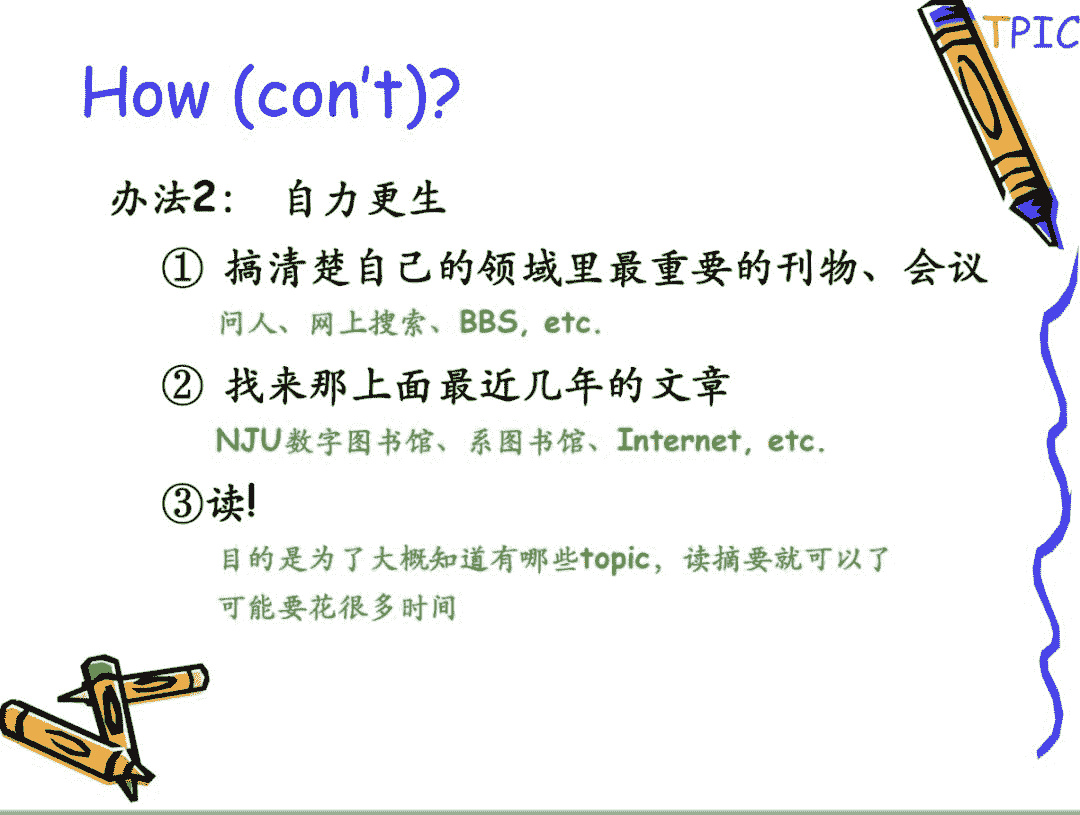 TPIC
How (con't)?
办法2： 自力更生
① 搞清楚自己的领域里最重要的刊物、会议
问人、网上搜索、BBS, etc.
② 找来那上面最近几年的文章
NJU数字图书馆、系图书馆、Internet, etc.
③读!
目的是为了大概知道有哪些topic，读摘要就可以了
可能要花很多时间